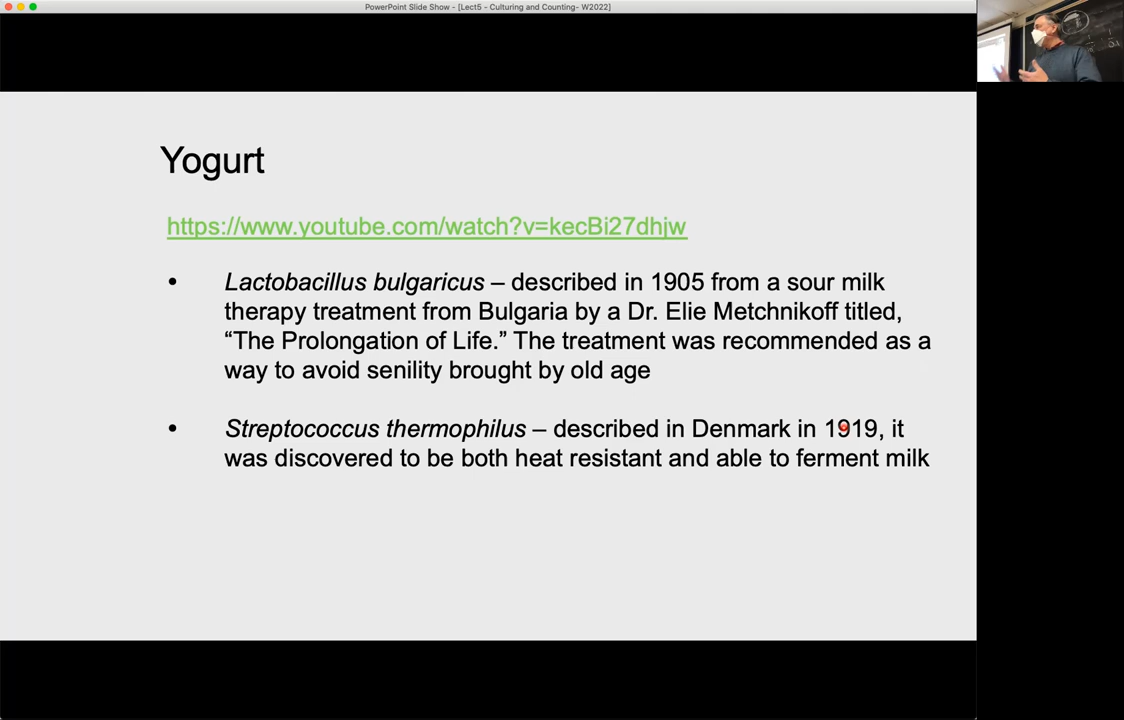 PowerPoint Slide Show - [Lect5 - Culturing and Counting- W2022]
Yogurt
https://www.youtube.com/watch?v=kecBi27dhjw
• Lactobacillus bulgaricus – described in 1905 from a sour milk
therapy treatment from Bulgaria by a Dr. Elie Metchnikoff titled,
“The Prolongation of Life.” The treatment was recommended as a
way to avoid senility brought by old age
• Streptococcus thermophilus – described in Denmark in 1919, it
was discovered to be both heat resistant and able to ferment milk